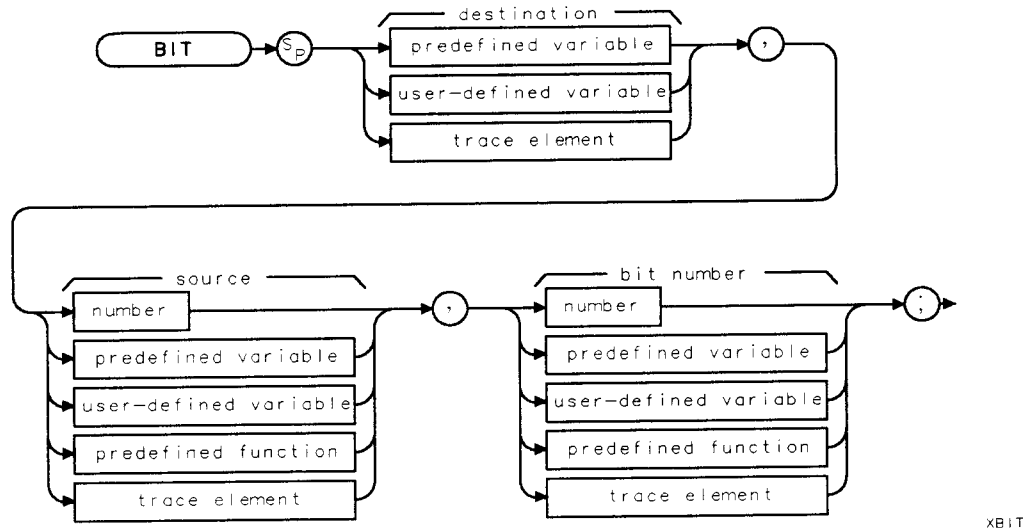 destination
BIT SP predefined variable ,
user-defined variable
trace element
source
number
predefined variable
user-defined variable
predefined function
trace element
,
bit number
number
predefined variable
user-defined variable
predefined function
trace element
;
XBIT